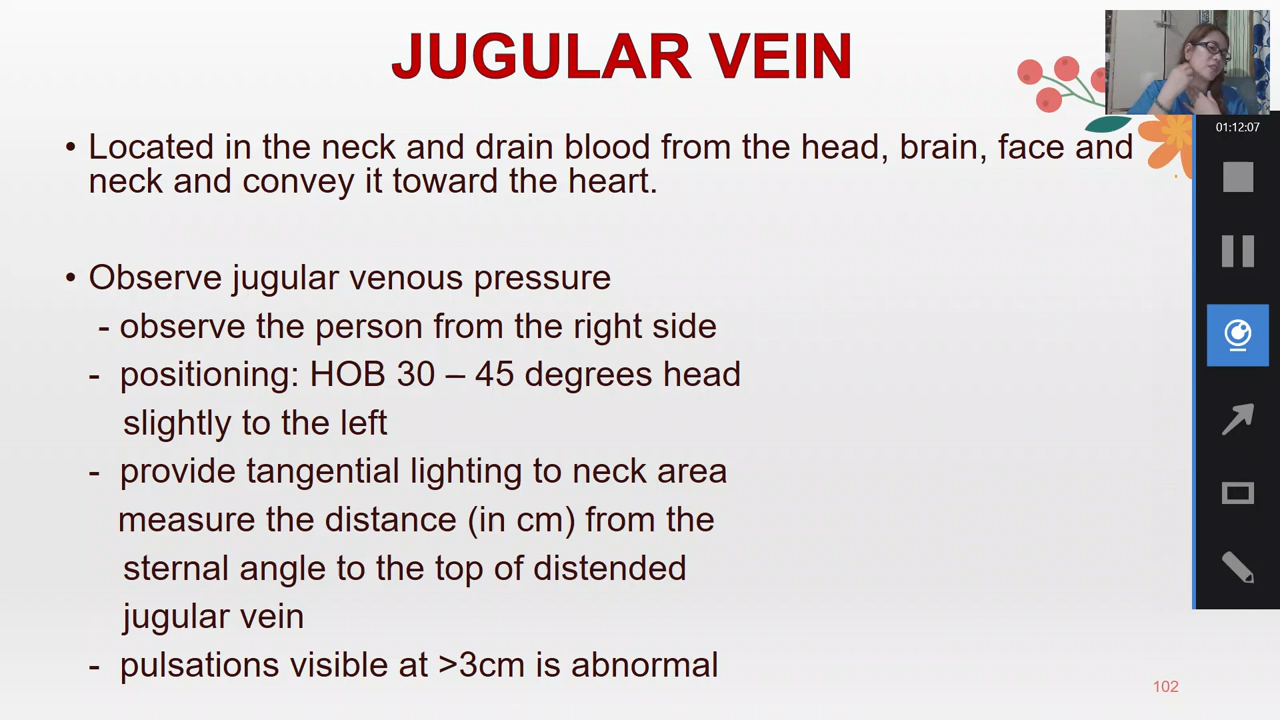 JUGULAR VEIN
• Located in the neck and drain blood from the head, brain, face and
neck and convey it toward the heart.
• Observe jugular venous pressure
- observe the person from the right side
- positioning: HOB 30 – 45 degrees head
slightly to the left
- provide tangential lighting to neck area
measure the distance (in cm) from the
sternal angle to the top of distended
jugular vein
- pulsations visible at >3cm is abnormal
01:12:07
102